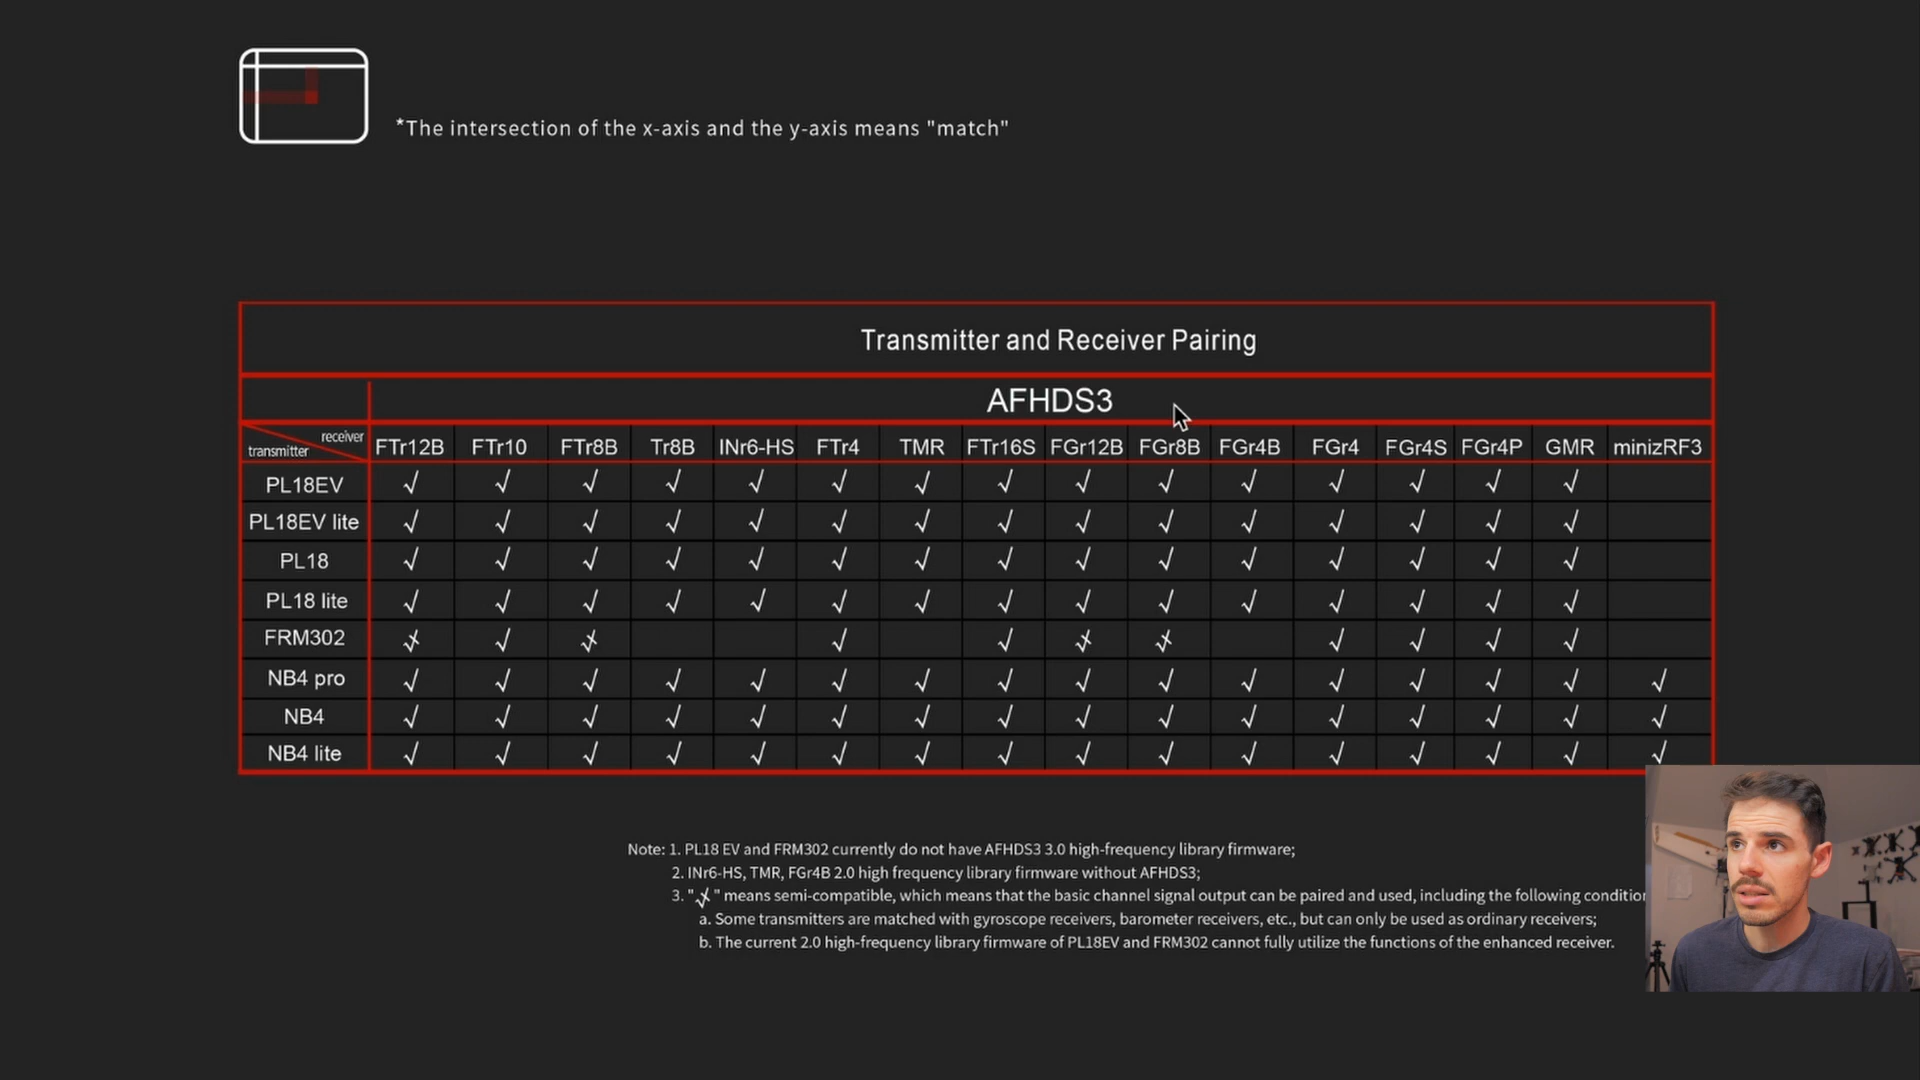 *The intersection of the x-axis and the y-axis means "match"
Transmitter and Receiver Pairing
AFHDS3
receiver
transmitter
FTr12B FTr10 FTr8B Tr8B INr6-HS FTr4 TMR FTr16S FGr12B FGr8B FGr4B FGr4 FGr4S FGr4P GMR minizRF3
PL18EV √ √ √ √ √ √ √ √ √ √ √ √ √ √ √
PL18EV lite √ √ √ √ √ √ √ √ √ √ √ √ √ √ √
PL18 √ √ √ √ √ √ √ √ √ √ √ √ √ √ √
PL18 lite √ √ √ √ √ √ √ √ √ √ √ √ √ √ √
FRM302 √× √ √× √ √ √× √× √ √ √ √
NB4 pro √ √ √ √ √ √ √ √ √ √ √ √ √ √ √ √
NB4 √ √ √ √ √ √ √ √ √ √ √ √ √ √ √ √
NB4 lite √ √ √ √ √ √ √ √ √ √ √ √ √ √ √ √
Note: 1. PL18 EV and FRM302 currently do not have AFHDS3 3.0 high-frequency library firmware;
2. INr6-HS, TMR, FGr4B 2.0 high frequency library firmware without AFHDS3;
3. "√×" means semi-compatible, which means that the basic channel signal output can be paired and used, including the following condition
a. Some transmitters are matched with gyroscope receivers, barometer receivers, etc., but can only be used as ordinary receivers;
b. The current 2.0 high-frequency library firmware of PL18EV and FRM302 cannot fully utilize the functions of the enhanced receiver.